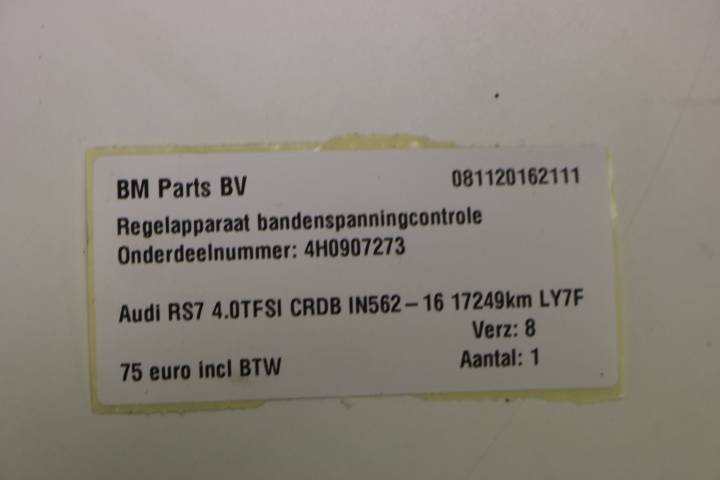 BM Parts BV 081120162111
Regelapparaat bandenspanningcontrole
Onderdeelnummer: 4H0907273
Audi RS7 4.0TFSI CRDB IN562-16 17249km LY7F
Verz: 8
75 euro incl BTW Aantal: 1